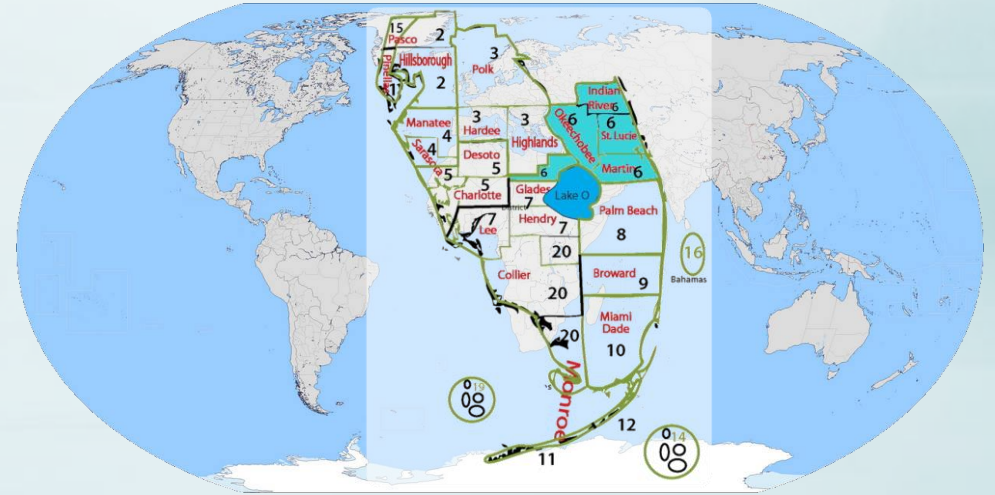 15
Pasco
2
Hillsborough
2
Pinellas
3
Polk
Indian
River
6
6
Okeechobee
6
St. Lucie
Martin
6
6
Manatee
4
4
Sarasota
5
3
Hardee
3
Highlands
Desoto
5
5
Charlotte
Glades
7
Lake O
Hendry
7
7
Lee
20
Collier
20
20
Palm Beach
8
16
Bahamas
Broward
9
Miami
Dade
10
Monroe
12
11
19
14